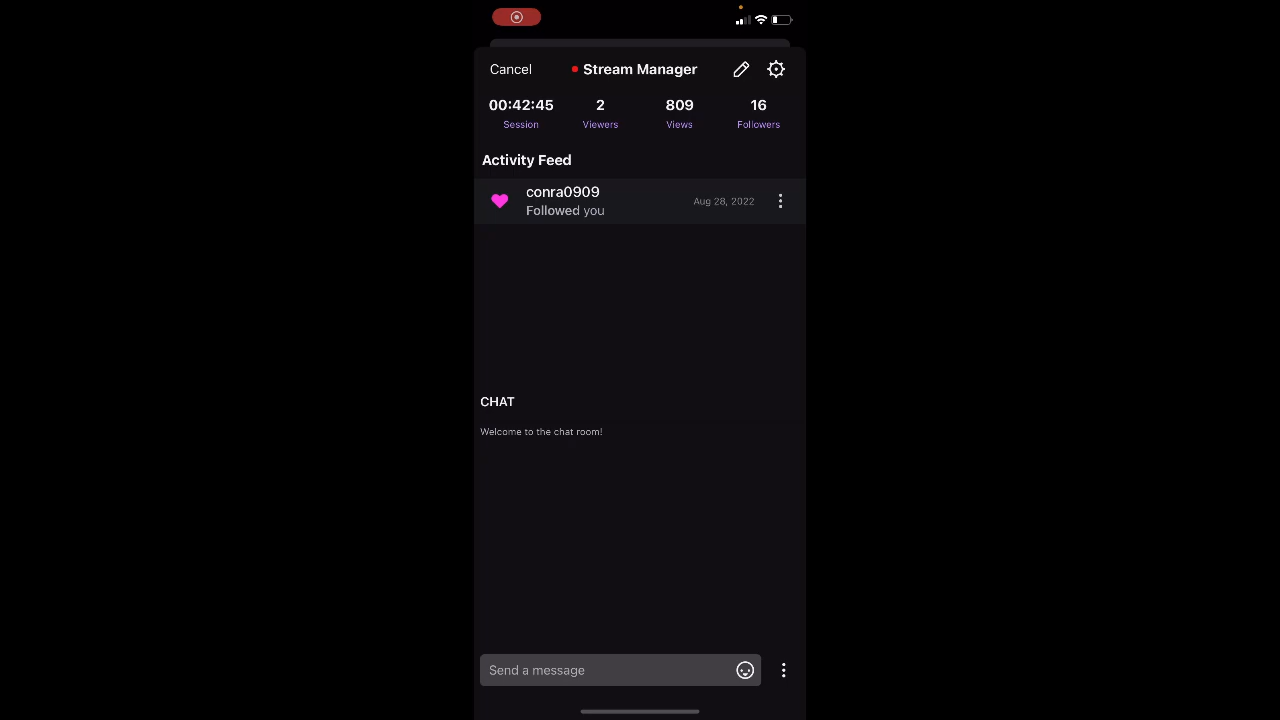 Cancel
Stream Manager
00:42:45 2 809 16
Session Viewers Views Followers
Activity Feed
conra0909
Followed you
Aug 28, 2022
CHAT
Welcome to the chat room!
Send a message